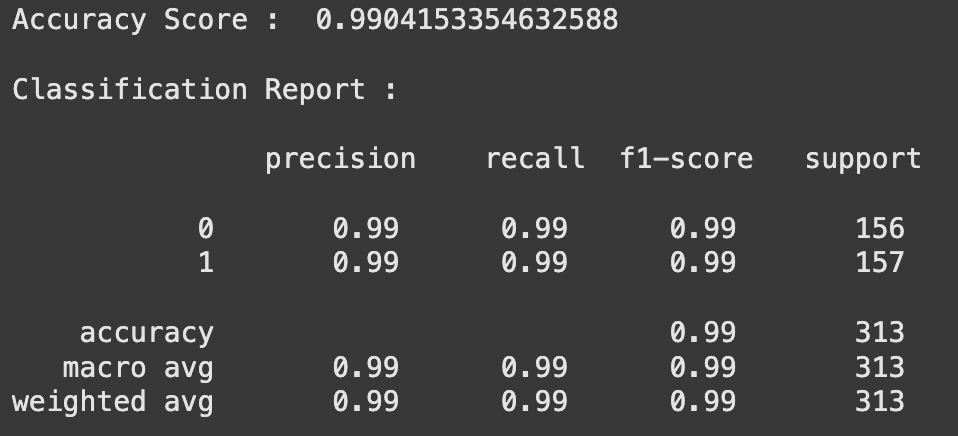 Accuracy Score :  0.9904153354632588
Classification Report :
precision    recall  f1-score   support
0       0.99      0.99      0.99       156
1       0.99      0.99      0.99       157
accuracy                           0.99       313
macro avg       0.99      0.99      0.99       313
weighted avg       0.99      0.99      0.99       313